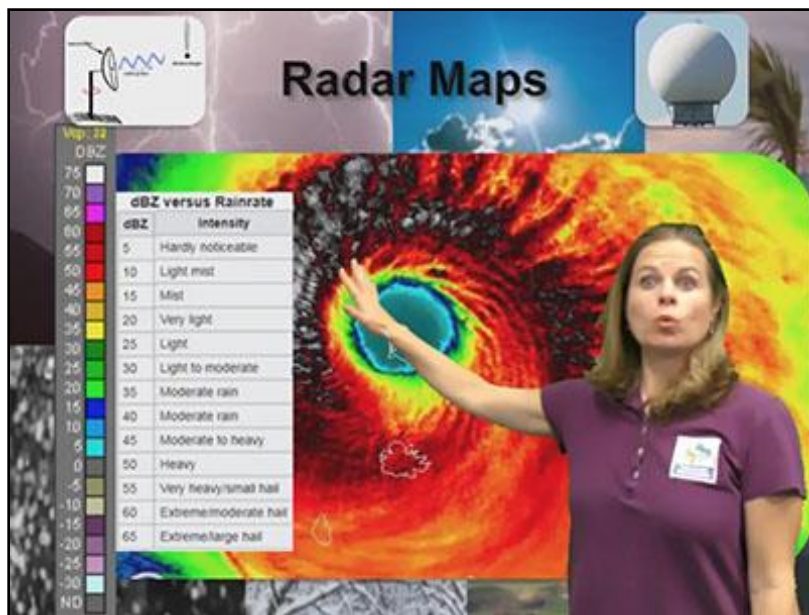 Radar Maps
Vcp: 32
DBZ
75
70
65
60
55
50
45
40
35
30
25
20
15
10
5
0
-5
-10
-15
-20
-25
-30
ND
dBZ versus Rainrate
dBZ Intensity
5 Hardly noticeable
10 Light mist
15 Mist
20 Very light
25 Light
30 Light to moderate
35 Moderate rain
40 Moderate rain
45 Moderate to heavy
50 Heavy
55 Very heavy/small hail
60 Extreme/moderate hail
65 Extreme/large hail